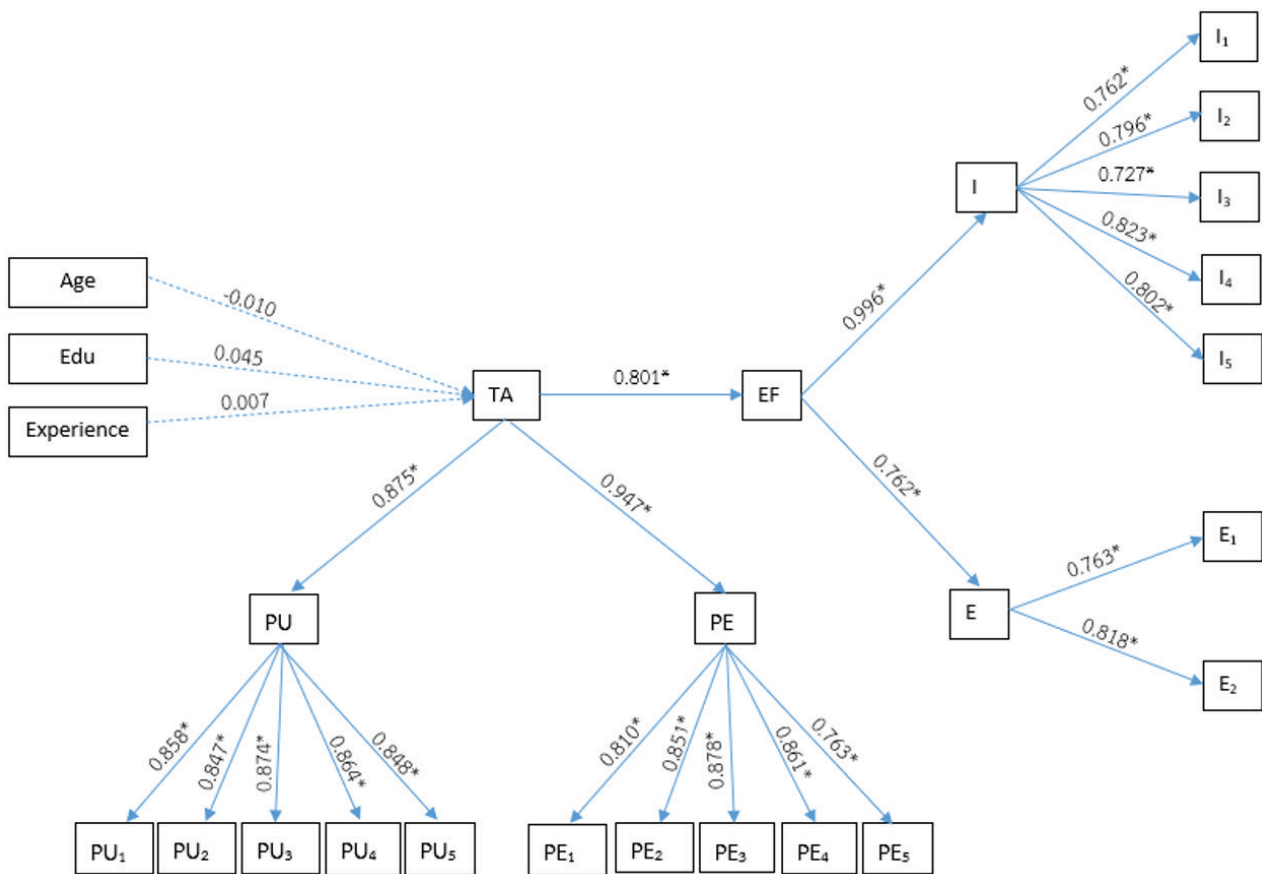 I₁
0.762*
I₂
0.796*
I
0.727*
I₃
0.823*
I₄
0.802*
I₅
0.996*
Age
-0.010
Edu
0.045
Experience
0.007
TA
0.801*
EF
0.875*
0.947*
0.762*
E₁
0.763*
E
0.818*
E₂
PU
PE
0.858*
0.847*
0.874*
0.864*
0.848*
0.810*
0.851*
0.878*
0.861*
0.763*
PU₁
PU₂
PU₃
PU₄
PU₅
PE₁
PE₂
PE₃
PE₄
PE₅